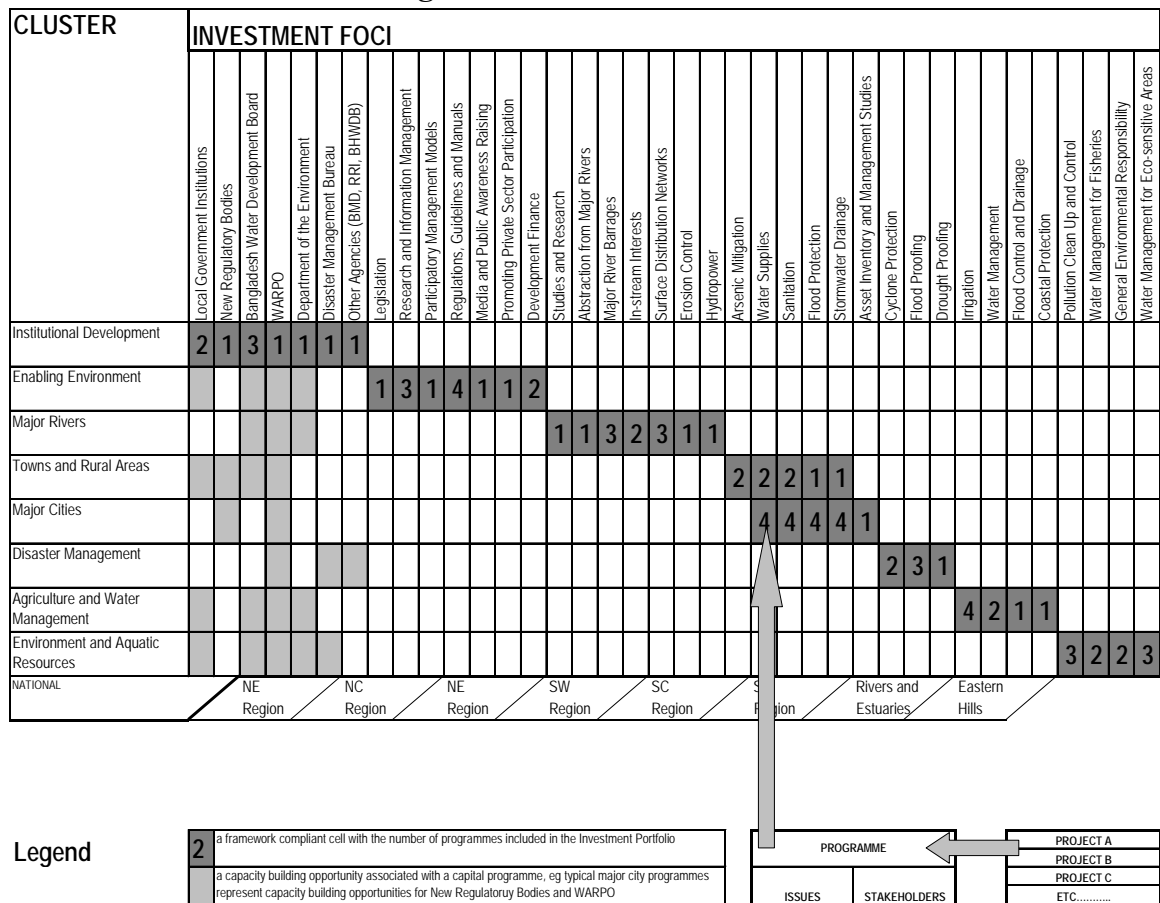 CLUSTER
INVESTMENT FOCI
Local Government Institutions
New Regulatory Bodies
Bangladesh Water Development Board
WARPO
Department of the Environment
Disaster Management Bureau
Other Agencies (BMD, RRI, BHWDB)
Legislation
Research and Information Management
Participatory Management Models
Regulations, Guidelines and Manuals
Media and Public Awareness Raising
Promoting Private Sector Participation
Development Finance
Studies and Research
Abstraction from Major Rivers
Major River Barrages
In-stream Interests
Surface Distribution Networks
Erosion Control
Hydropower
Arsenic Mitigation
Water Supplies
Sanitation
Flood Protection
Stormwater Drainage
Asset Inventory and Management Studies
Cyclone Protection
Flood Proofing
Drought Proofing
Irrigation
Water Management
Flood Control and Drainage
Coastal Protection
Pollution Clean Up and Control
Water Management for Fisheries
General Environmental Responsibility
Water Management for Eco-sensitive Areas
Institutional Development
2 1 3 1 1 1 1
Enabling Environment
1 3 1 4 1 1 2
Major Rivers
1 1 3 2 3 1 1
Towns and Rural Areas
2 2 2 1 1
Major Cities
4 4 4 4 1
Disaster Management
2 3 1
Agriculture and Water
Management
4 2 1 1
Environment and Aquatic
Resources
3 2 2 3
NATIONAL
NE
Region
NC
Region
NE
Region
SW
Region
SC
Region
Rivers and
Estuaries
Eastern
Hills
Legend
2
a framework compliant cell with the number of programmes included in the Investment Portfolio
a capacity building opportunity associated with a capital programme, eg typical major city programmes
represent capacity building opportunities for New Regulatoruy Bodies and WARPO
PROGRAMME
ISSUES
STAKEHOLDERS
PROJECT A
PROJECT B
PROJECT C
ETC...........